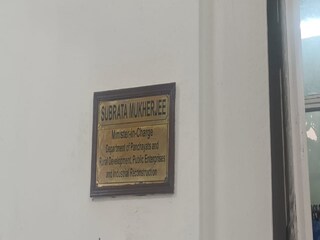 SUBRATA MUKHERJEE
Minister-in-Charge
Department of Panchayats and
Rural Development, Public Enterprises
and Industrial Reconstruction